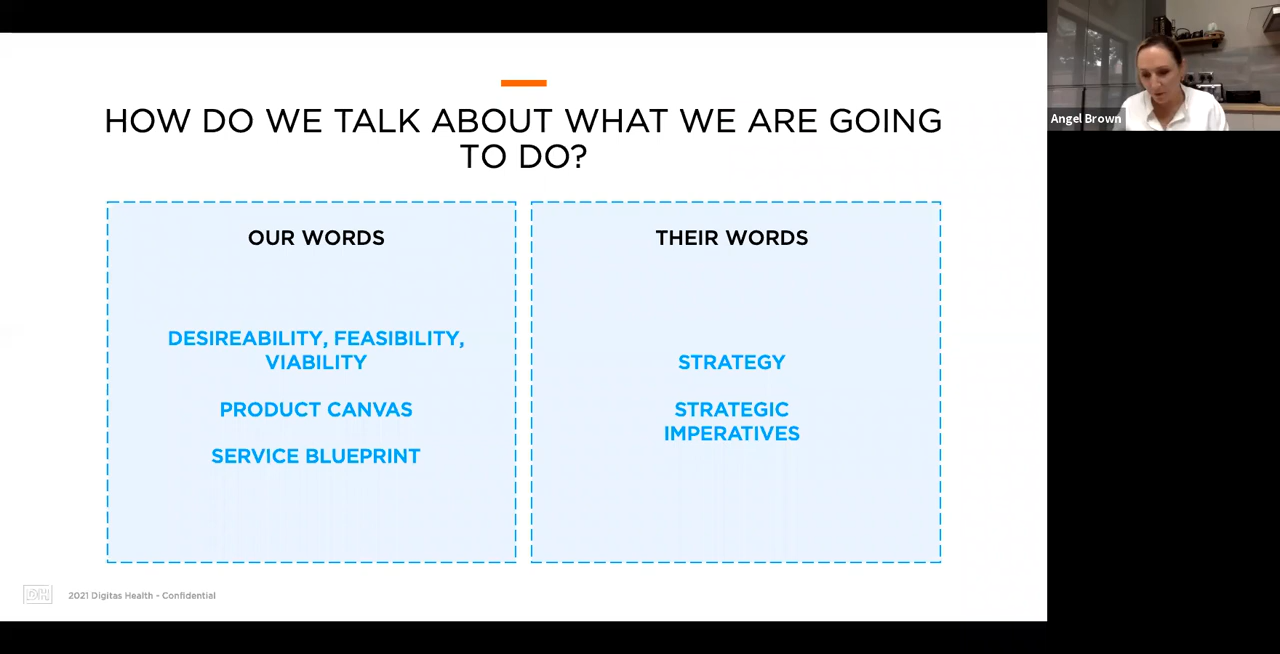 HOW DO WE TALK ABOUT WHAT WE ARE GOING
TO DO?
OUR WORDS
DESIREABILITY, FEASIBILITY,
VIABILITY
PRODUCT CANVAS
SERVICE BLUEPRINT
THEIR WORDS
STRATEGY
STRATEGIC
IMPERATIVES
DH
2021 Digitas Health - Confidential
Angel Brown